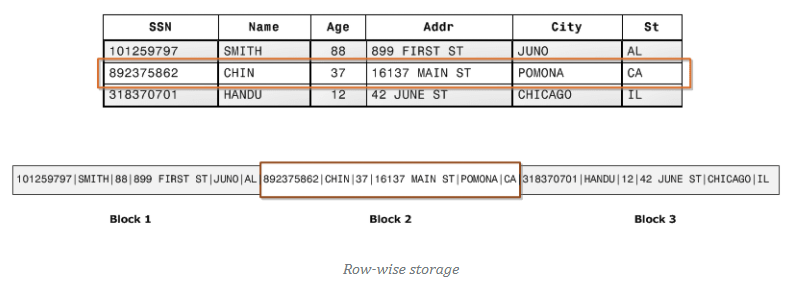 SSN Name Age Addr City St
101259797 SMITH 88 899 FIRST ST JUNO AL
892375862 CHIN 37 16137 MAIN ST POMONA CA
318370701 HANDU 12 42 JUNE ST CHICAGO IL
101259797|SMITH|88|899 FIRST ST|JUNO|AL 892375862|CHIN|37|16137 MAIN ST|POMONA|CA 318370701|HANDU|12|42 JUNE ST|CHICAGO|IL
Block 1 Block 2 Block 3
Row-wise storage